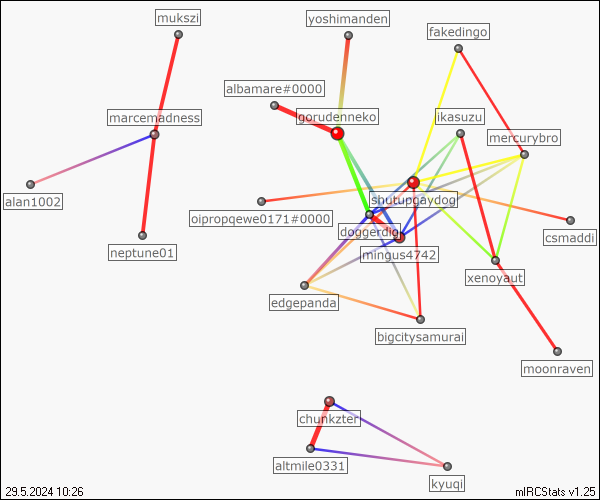 mukszi
yoshimanden
fakedingo
albamare#0000
marcemadness
gorudenneko
ikasuzu
mercurybro
alan1002
shutupgaydog
oipropqewe0171#0000
doggerdig
csmaddi
neptune01
mingus4742
xenoyaut
edgepanda
bigcitysamurai
moonraven
chunkzter
altmile0331
kyuqi
29.5.2024 10:26
mIRCStats v1.25